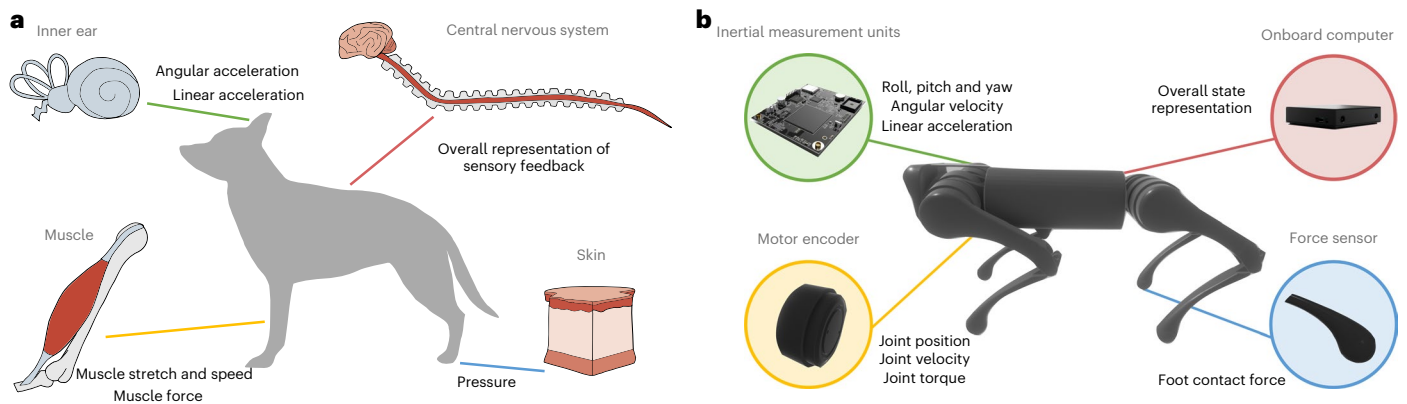 a
Inner ear
Central nervous system
Angular acceleration
Linear acceleration
Overall representation of
sensory feedback
Muscle
Skin
Muscle stretch and speed
Muscle force
Pressure
b
Inertial measurement units
Onboard computer
Roll, pitch and yaw
Angular velocity
Linear acceleration
Overall state
representation
Motor encoder
Force sensor
Joint position
Joint velocity
Joint torque
Foot contact force